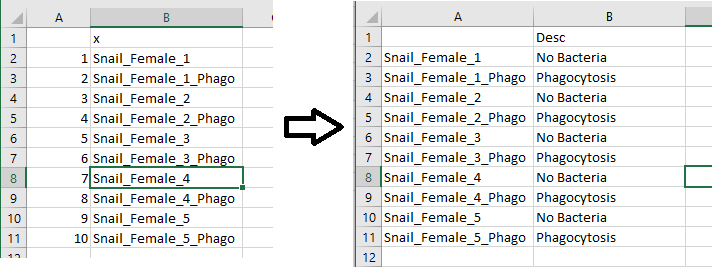 A B
1 x
2 1 Snail_Female_1
3 2 Snail_Female_1_Phago
4 3 Snail_Female_2
5 4 Snail_Female_2_Phago
6 5 Snail_Female_3
7 6 Snail_Female_3_Phago
8 7 Snail_Female_4
9 8 Snail_Female_4_Phago
10 9 Snail_Female_5
11 10 Snail_Female_5_Phago
A B
1 Desc
2 Snail_Female_1 No Bacteria
3 Snail_Female_1_Phago Phagocytosis
4 Snail_Female_2 No Bacteria
5 Snail_Female_2_Phago Phagocytosis
6 Snail_Female_3 No Bacteria
7 Snail_Female_3_Phago Phagocytosis
8 Snail_Female_4 No Bacteria
9 Snail_Female_4_Phago Phagocytosis
10 Snail_Female_5 No Bacteria
11 Snail_Female_5_Phago Phagocytosis
12